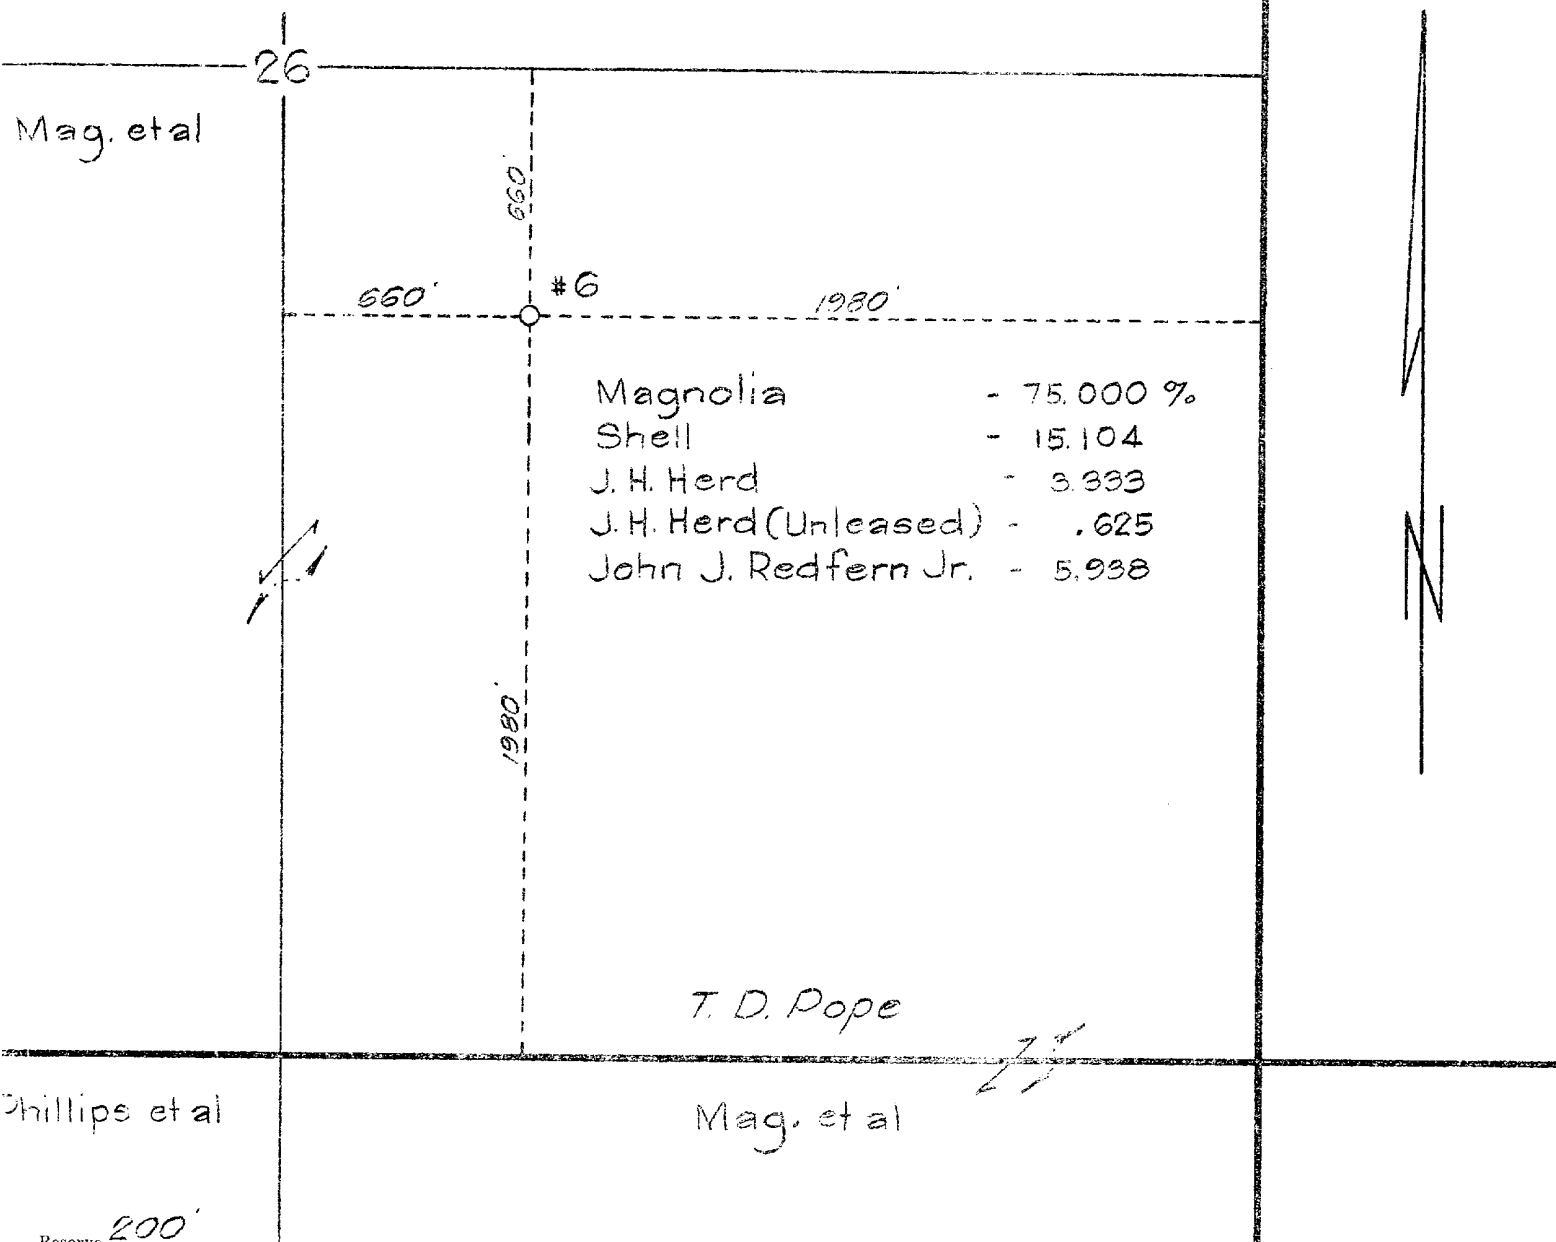 26
Mag. et al
660'
#6
660'
1980'
Magnolia - 75.000 %
Shell - 15.104
J. H. Herd - 3.333
J. H. Herd (Unleased) - .625
John J. Redfern Jr. - 5.938
N
1980'
T. D. Pope
Phillips et al
Mag. et al
Reserve 200'